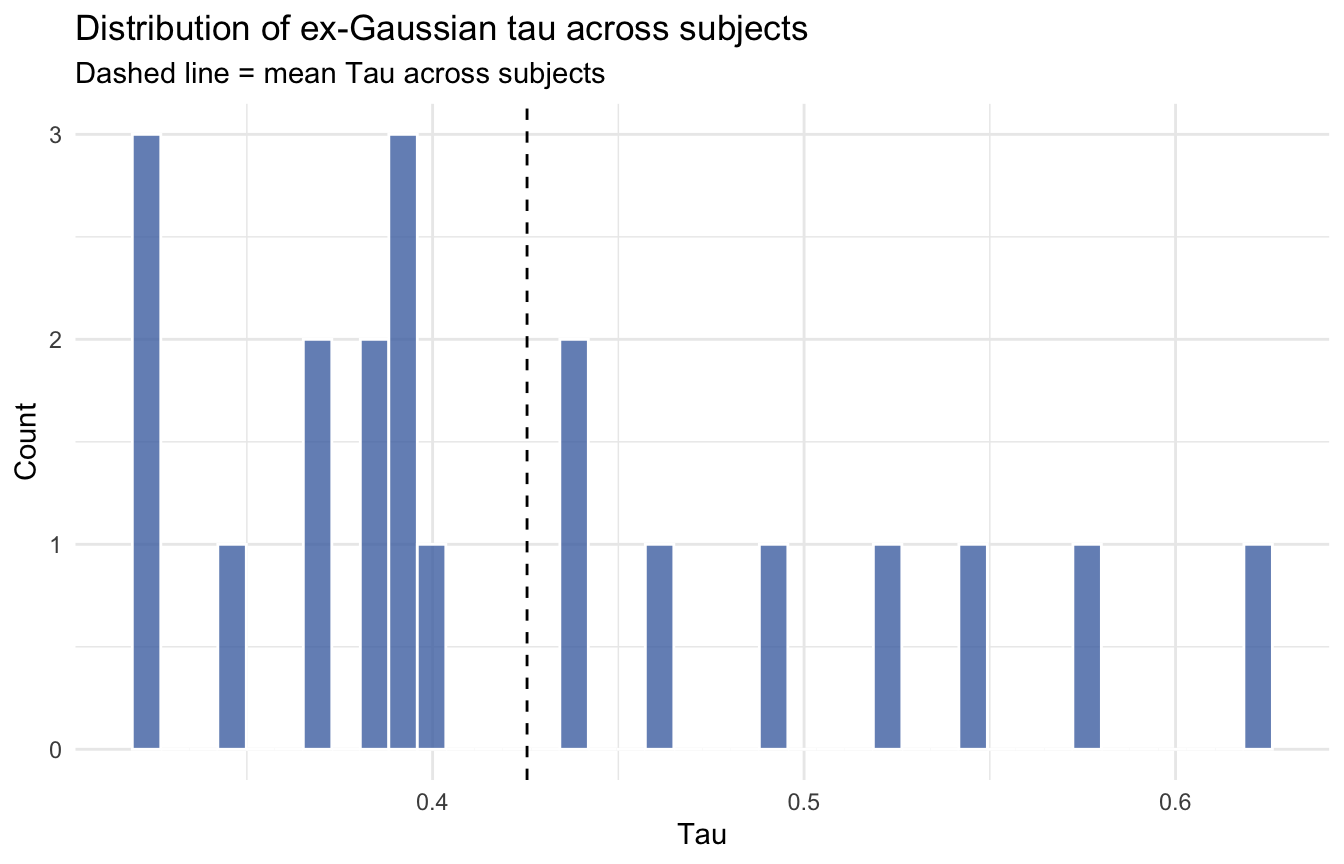 Distribution of ex-Gaussian tau across subjects
Dashed line = mean Tau across subjects
3
2
1
0
Count
0.4
0.5
0.6
Tau